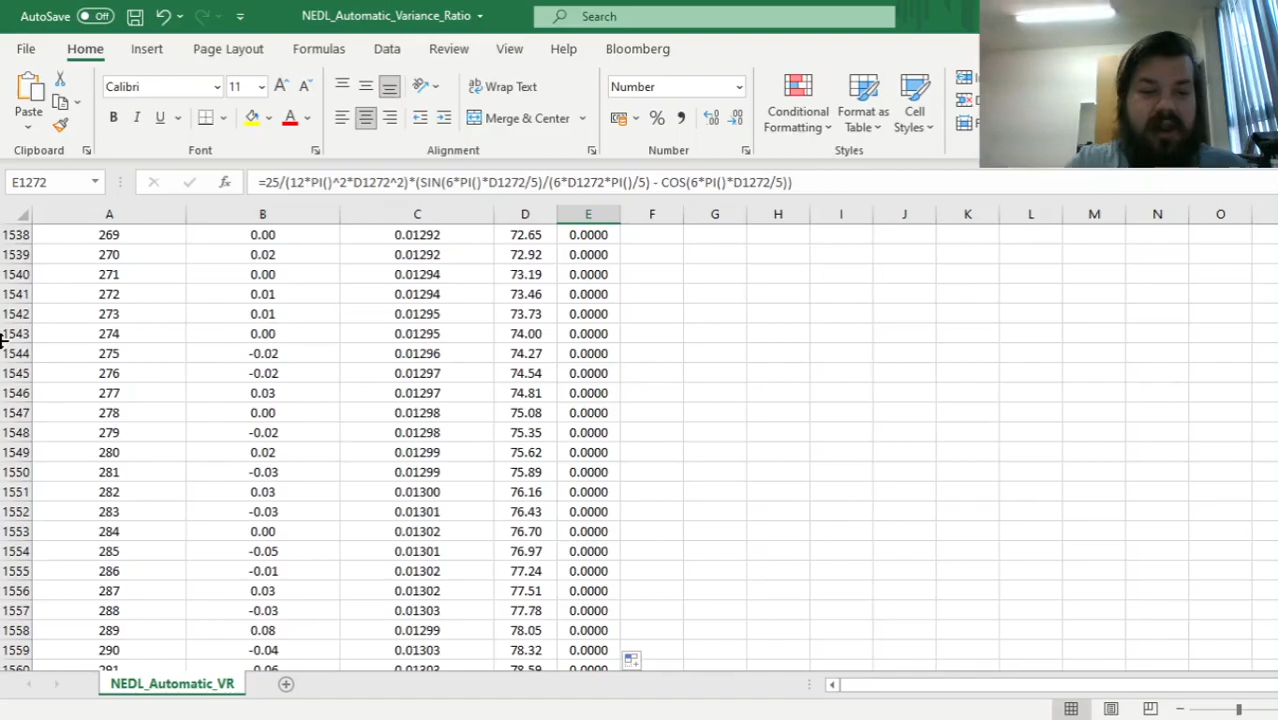 AutoSave Off NEDL_Automatic_Variance_Ratio Search
File Home Insert Page Layout Formulas Data Review View Help Bloomberg
Paste Calibri 11 Wrap Text Merge & Center Number Conditional Formatting Format as Table Cell Styles
Clipboard Font Alignment Number Styles
E1272 =25/(12*PI()^2*D1272^2)*(SIN(6*PI()*D1272/5)/(6*D1272*PI()/5) - COS(6*PI()*D1272/5))
A B C D E F G H I J K L M N O
1538 269 0.00 0.01292 72.65 0.0000
1539 270 0.02 0.01292 72.92 0.0000
1540 271 0.00 0.01294 73.19 0.0000
1541 272 0.01 0.01294 73.46 0.0000
1542 273 0.01 0.01295 73.73 0.0000
1543 274 0.00 0.01295 74.00 0.0000
1544 275 -0.02 0.01296 74.27 0.0000
1545 276 -0.02 0.01297 74.54 0.0000
1546 277 0.03 0.01297 74.81 0.0000
1547 278 0.00 0.01298 75.08 0.0000
1548 279 -0.02 0.01298 75.35 0.0000
1549 280 0.02 0.01299 75.62 0.0000
1550 281 -0.03 0.01299 75.89 0.0000
1551 282 0.03 0.01300 76.16 0.0000
1552 283 -0.03 0.01301 76.43 0.0000
1553 284 0.00 0.01302 76.70 0.0000
1554 285 -0.05 0.01301 76.97 0.0000
1555 286 -0.01 0.01302 77.24 0.0000
1556 287 0.03 0.01302 77.51 0.0000
1557 288 -0.03 0.01303 77.78 0.0000
1558 289 0.08 0.01299 78.05 0.0000
1559 290 -0.04 0.01303 78.32 0.0000
1560 291 0.01303 78.59 0.0000
NEDL_Automatic_VR